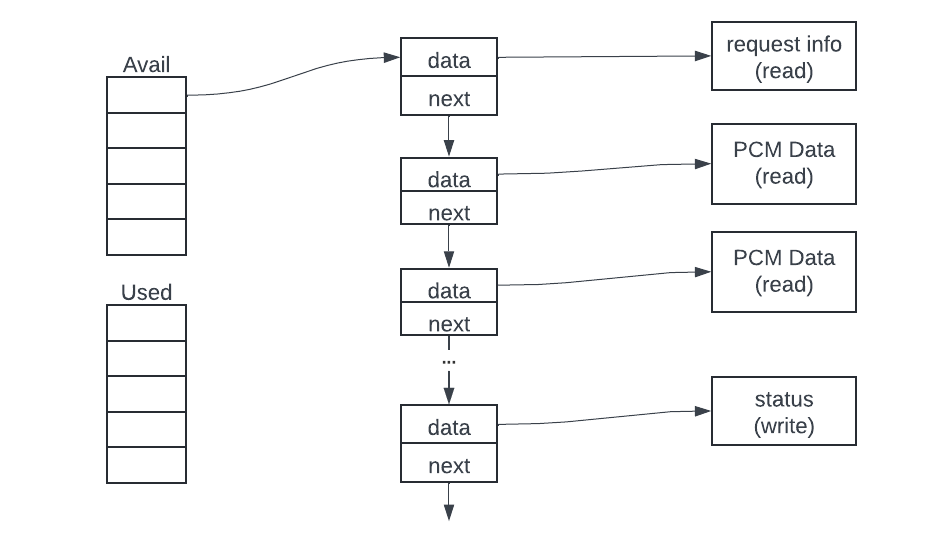 Avail
data
next
request info
(read)
data
next
PCM Data
(read)
Used
data
next
PCM Data
(read)
...
data
next
status
(write)